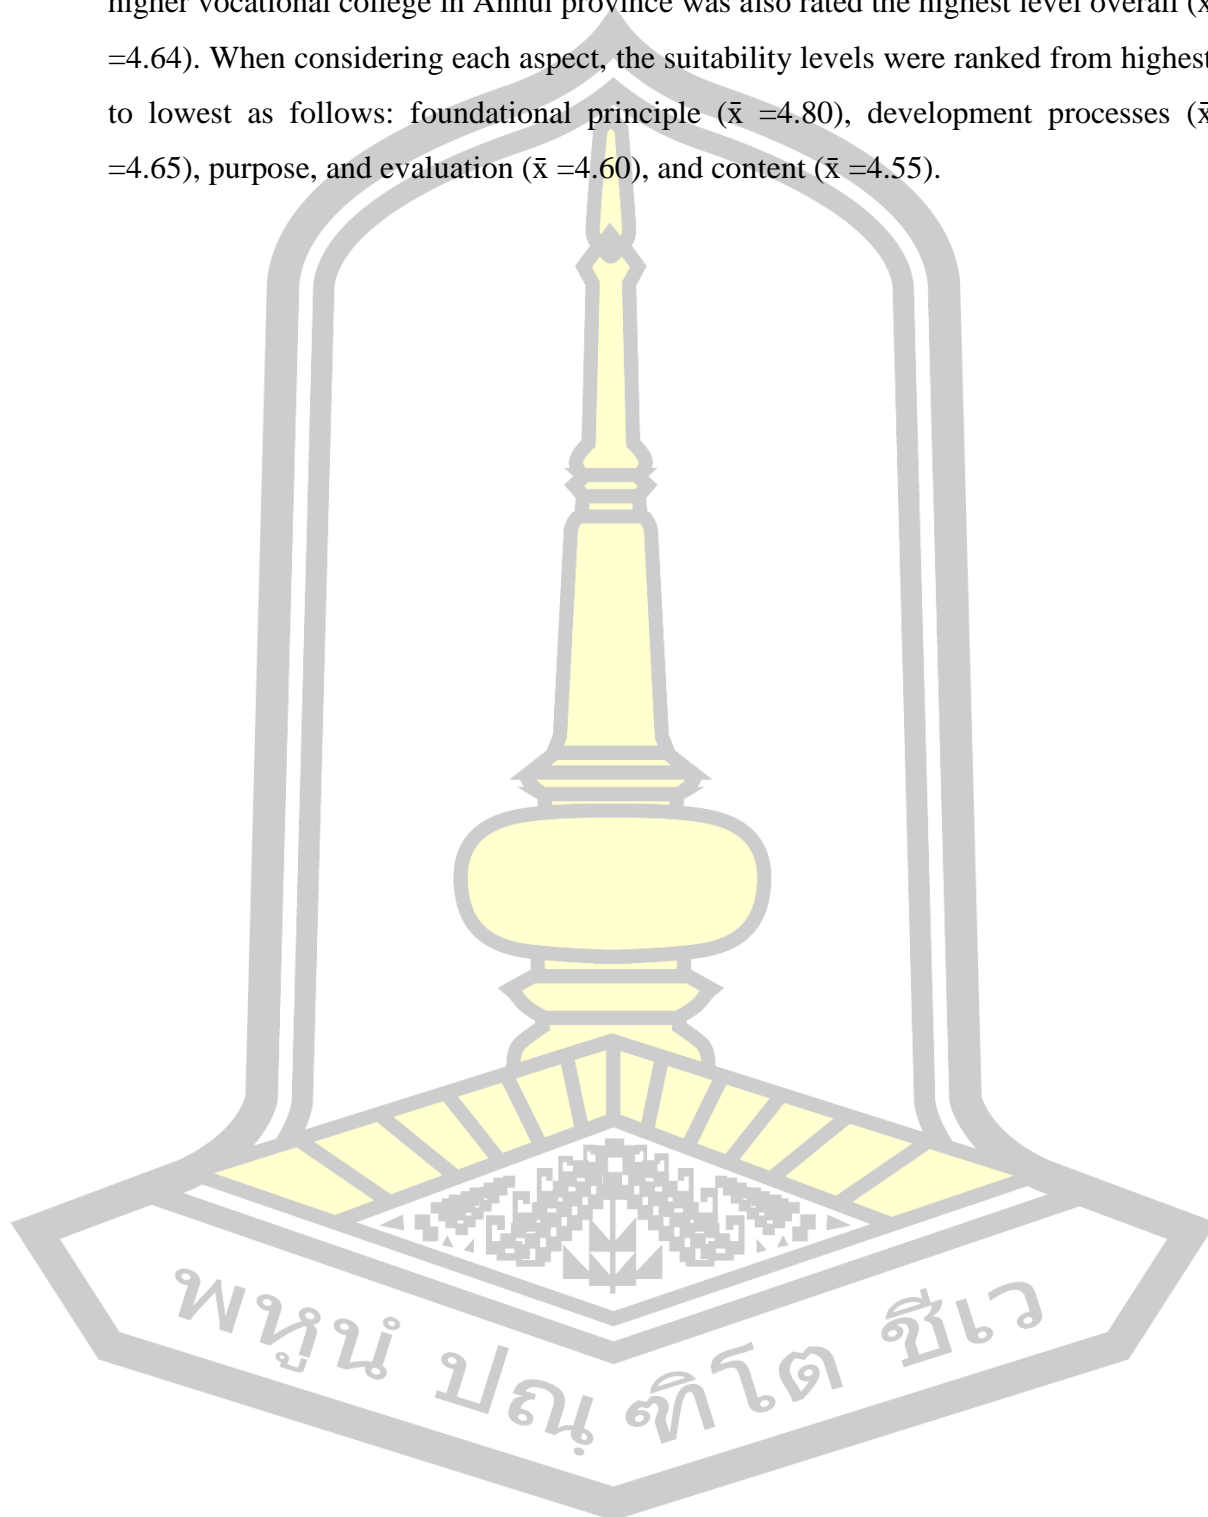 higher vocational college in Anhui province was also rated the highest level overall (x̄
=4.64). When considering each aspect, the suitability levels were ranked from highest
to lowest as follows: foundational principle (x̄ =4.80), development processes (x̄
=4.65), purpose, and evaluation (x̄ =4.60), and content (x̄ =4.55).
พหูนํ ปณฺฑิโต ชีเว